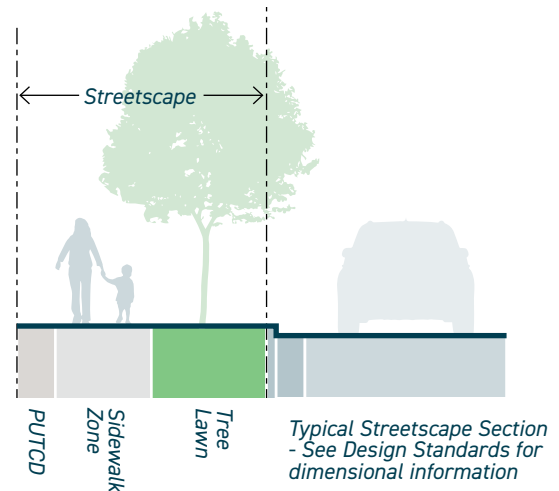 Streetscape
PUTCD
Sidewalk
Zone
Tree
Lawn
Typical Streetscape Section
- See Design Standards for
dimensional information